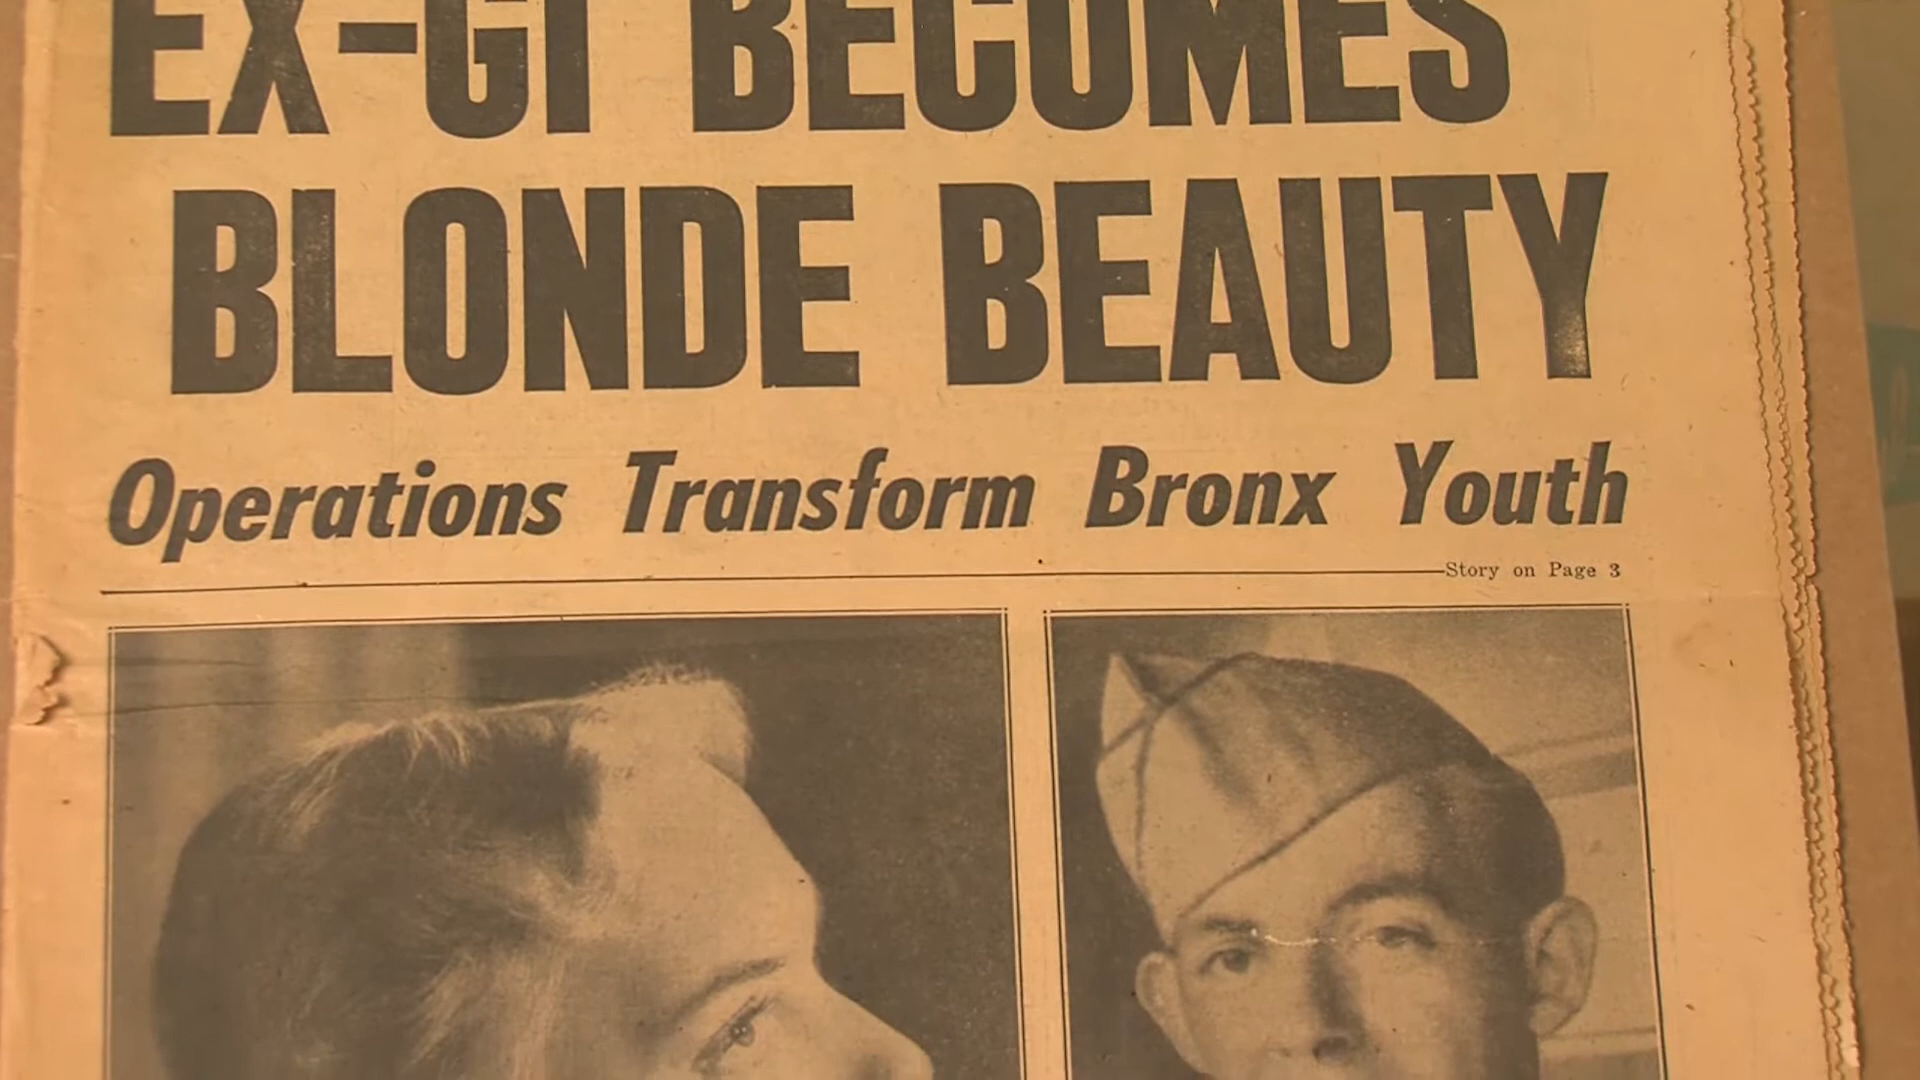 EX-GI BECOMES
BLONDE BEAUTY
Operations Transform Bronx Youth
Story on Page 3